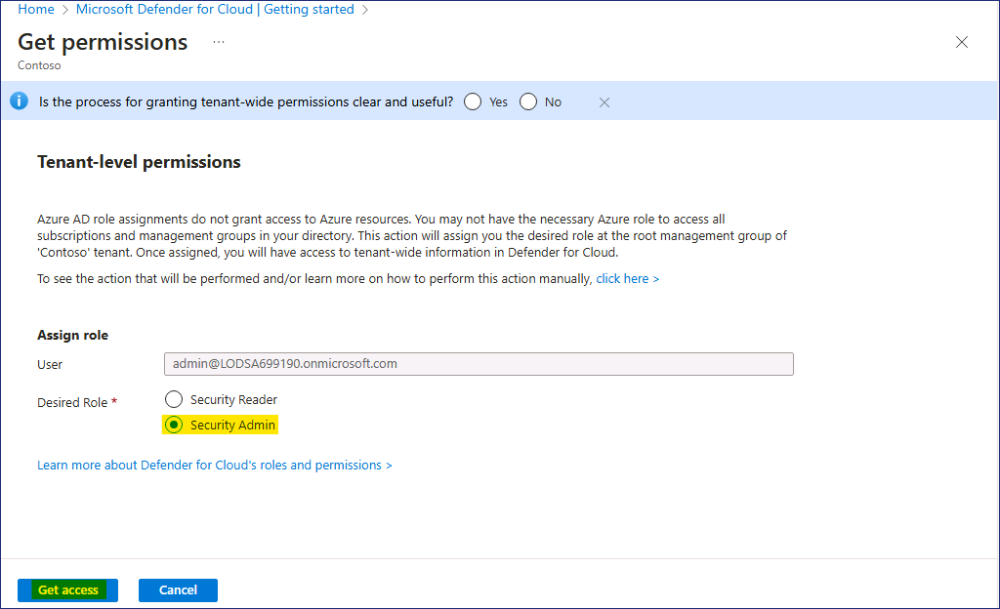 Home > Microsoft Defender for Cloud | Getting started >
Get permissions ...
Contoso
Is the process for granting tenant-wide permissions clear and useful? Yes No
Tenant-level permissions
Azure AD role assignments do not grant access to Azure resources. You may not have the necessary Azure role to access all
subscriptions and management groups in your directory. This action will assign you the desired role at the root management group of
'Contoso' tenant. Once assigned, you will have access to tenant-wide information in Defender for Cloud.
To see the action that will be performed and/or learn more on how to perform this action manually, click here >
Assign role
User admin@LODSA699190.onmicrosoft.com
Desired Role * Security Reader
Security Admin
Learn more about Defender for Cloud's roles and permissions >
Get access Cancel